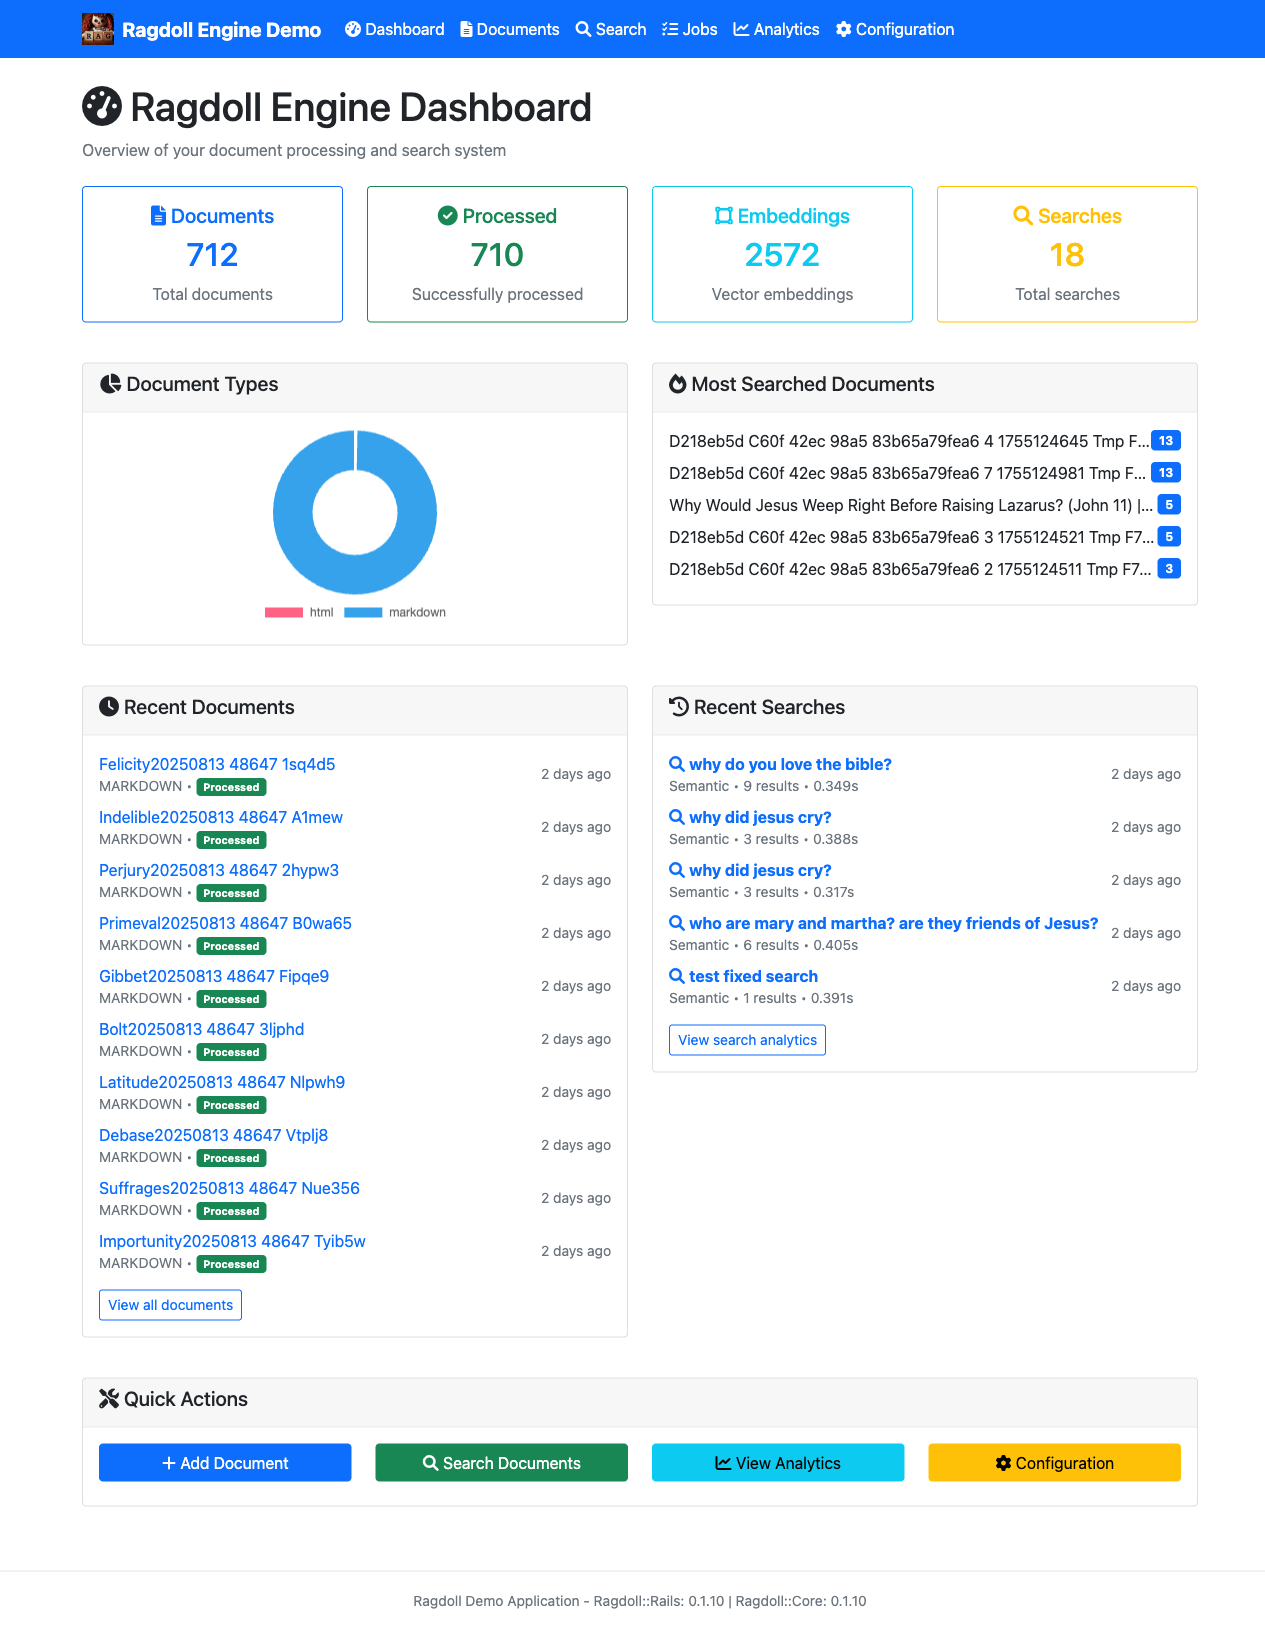 RAG
Ragdoll Engine Demo Dashboard Documents Search Jobs Analytics Configuration
Ragdoll Engine Dashboard
Overview of your document processing and search system
Documents
712
Total documents
Processed
710
Successfully processed
Embeddings
2572
Vector embeddings
Searches
18
Total searches
Document Types
html markdown
Most Searched Documents
D218eb5d C60f 42ec 98a5 83b65a79fea6 4 1755124645 Tmp F... 13
D218eb5d C60f 42ec 98a5 83b65a79fea6 7 1755124981 Tmp F... 13
Why Would Jesus Weep Right Before Raising Lazarus? (John 11) |... 5
D218eb5d C60f 42ec 98a5 83b65a79fea6 3 1755124521 Tmp F7... 5
D218eb5d C60f 42ec 98a5 83b65a79fea6 2 1755124511 Tmp F7... 3
Recent Documents
Felicity20250813 48647 1sq4d5
MARKDOWN • Processed
2 days ago
Indelible20250813 48647 A1mew
MARKDOWN • Processed
2 days ago
Perjury20250813 48647 2hypw3
MARKDOWN • Processed
2 days ago
Primeval20250813 48647 B0wa65
MARKDOWN • Processed
2 days ago
Gibbet20250813 48647 Fipqe9
MARKDOWN • Processed
2 days ago
Bolt20250813 48647 3ljphd
MARKDOWN • Processed
2 days ago
Latitude20250813 48647 Nlpwh9
MARKDOWN • Processed
2 days ago
Debase20250813 48647 Vtplj8
MARKDOWN • Processed
2 days ago
Suffrages20250813 48647 Nue356
MARKDOWN • Processed
2 days ago
Importunity20250813 48647 Tyib5w
MARKDOWN • Processed
2 days ago
View all documents
Recent Searches
why do you love the bible?
Semantic • 9 results • 0.349s
2 days ago
why did jesus cry?
Semantic • 3 results • 0.388s
2 days ago
why did jesus cry?
Semantic • 3 results • 0.317s
2 days ago
who are mary and martha? are they friends of Jesus?
Semantic • 6 results • 0.405s
2 days ago
test fixed search
Semantic • 1 results • 0.391s
2 days ago
View search analytics
Quick Actions
Add Document
Search Documents
View Analytics
Configuration
Ragdoll Demo Application - Ragdoll::Rails: 0.1.10 | Ragdoll::Core: 0.1.10